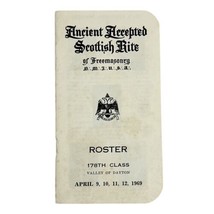 Ancient Accepted
Scottish Rite
of Freemasonry
N.M.J.U.S.A.
ROSTER
178TH CLASS
VALLEY OF DAYTON
APRIL 9, 10, 11, 12, 1969